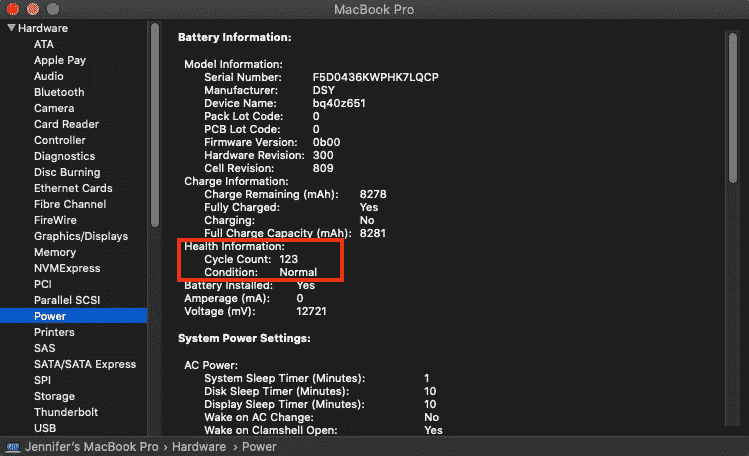 MacBook Pro
Hardware
ATA
Apple Pay
Audio
Bluetooth
Camera
Card Reader
Controller
Diagnostics
Disc Burning
Ethernet Cards
Fibre Channel
FireWire
Graphics/Displays
Memory
NVMExpress
PCI
Parallel SCSI
Power
Printers
SAS
SATA/SATA Express
SPI
Storage
Thunderbolt
USB
Battery Information:
Model Information:
Serial Number: F5D0436KWPHK7LQCP
Manufacturer: DSY
Device Name: bq40z651
Pack Lot Code: 0
PCB Lot Code: 0
Firmware Version: 0b00
Hardware Revision: 300
Cell Revision: 809
Charge Information:
Charge Remaining (mAh): 8278
Fully Charged: Yes
Charging: No
Full Charge Capacity (mAh): 8281
Health Information:
Cycle Count: 123
Condition: Normal
Battery Installed: Yes
Amperage (mA): 0
Voltage (mV): 12721
System Power Settings:
AC Power:
System Sleep Timer (Minutes): 1
Disk Sleep Timer (Minutes): 10
Display Sleep Timer (Minutes): 10
Wake on AC Change: No
Wake on Clamshell Open: Yes
Jennifer's MacBook Pro › Hardware › Power